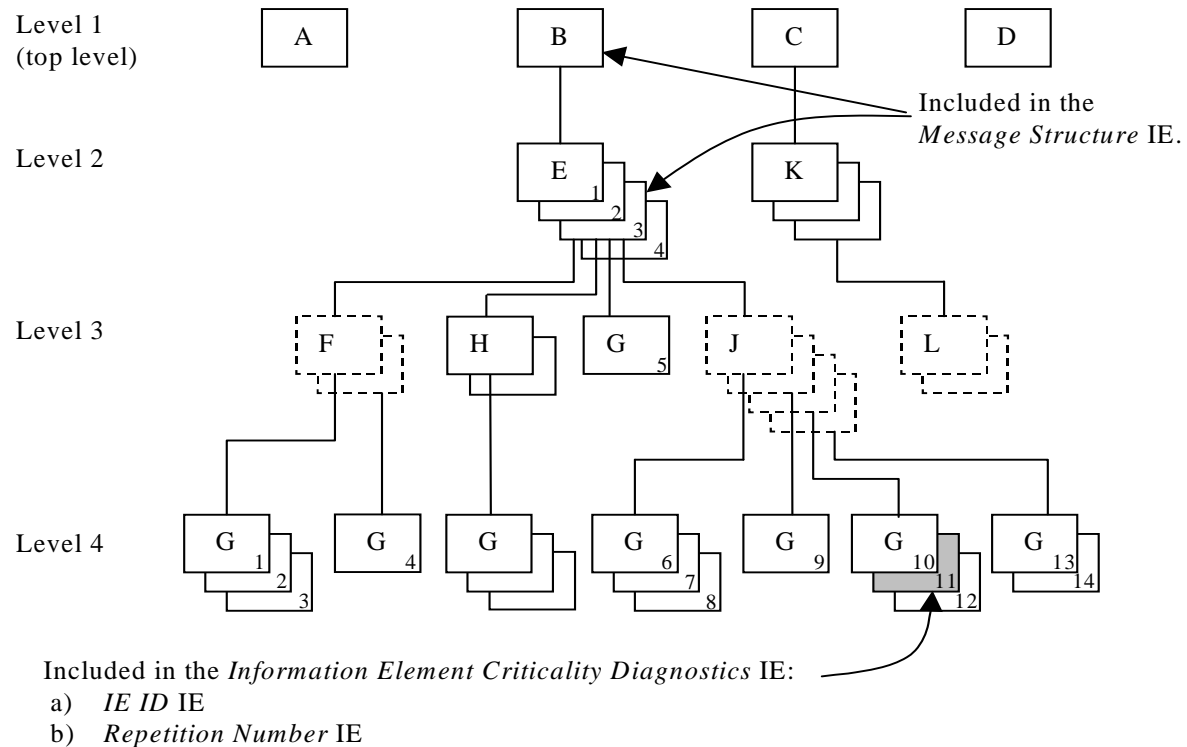 Level 1
(top level)
A
B
C
D
Included in the
Message Structure IE.
Level 2
E
1
2
3
4
K
Level 3
F
H
G
5
J
L
Level 4
G
1
2
3
G
4
G
G
6
7
8
G
9
G
10
11
12
G
13
14
Included in the Information Element Criticality Diagnostics IE:
a) IE ID IE
b) Repetition Number IE